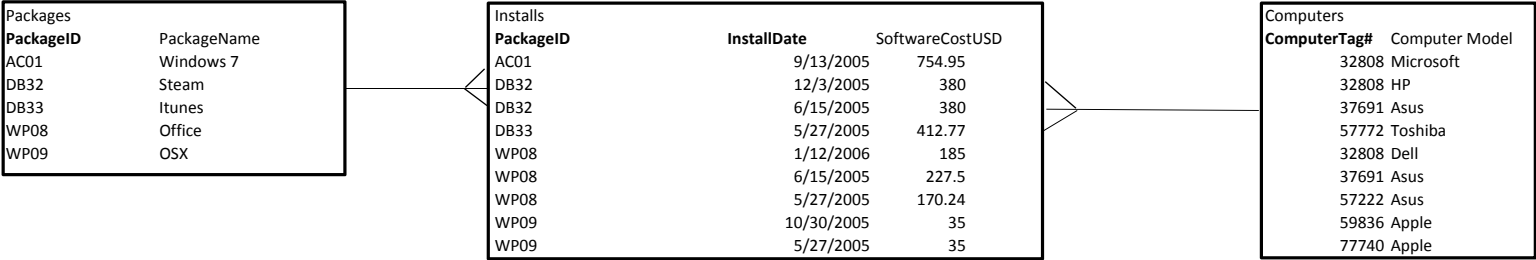 Packages
PackageID PackageName
AC01 Windows 7
DB32 Steam
DB33 Itunes
WP08 Office
WP09 OSX
Installs
PackageID InstallDate SoftwareCostUSD
AC01 9/13/2005 754.95
DB32 12/3/2005 380
DB32 6/15/2005 380
DB33 5/27/2005 412.77
WP08 1/12/2006 185
WP08 6/15/2005 227.5
WP08 5/27/2005 170.24
WP09 10/30/2005 35
WP09 5/27/2005 35
Computers
ComputerTag# Computer Model
32808 Microsoft
32808 HP
37691 Asus
57772 Toshiba
32808 Dell
37691 Asus
57222 Asus
59836 Apple
77740 Apple